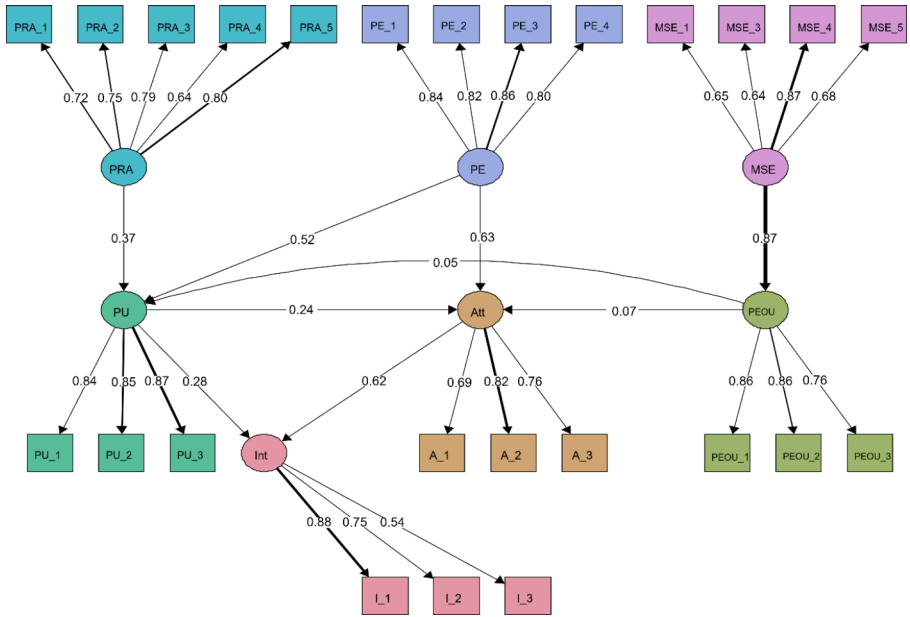 PRA_1 PRA_2 PRA_3 PRA_4 PRA_5 PE_1 PE_2 PE_3 PE_4 MSE_1 MSE_3 MSE_4 MSE_5
0.72 0.75 0.79 0.64 0.80 0.84 0.82 0.86 0.80 0.65 0.64 0.87 0.68
PRA PE MSE
0.37 0.52 0.63 0.87
0.05
PU 0.24 Att 0.07 PEOU
0.84 0.85 0.87 0.28 0.62 0.69 0.82 0.76 0.86 0.86 0.76
PU_1 PU_2 PU_3 Int A_1 A_2 A_3 PEOU_1 PEOU_2 PEOU_3
0.88 0.75 0.54
I_1 I_2 I_3